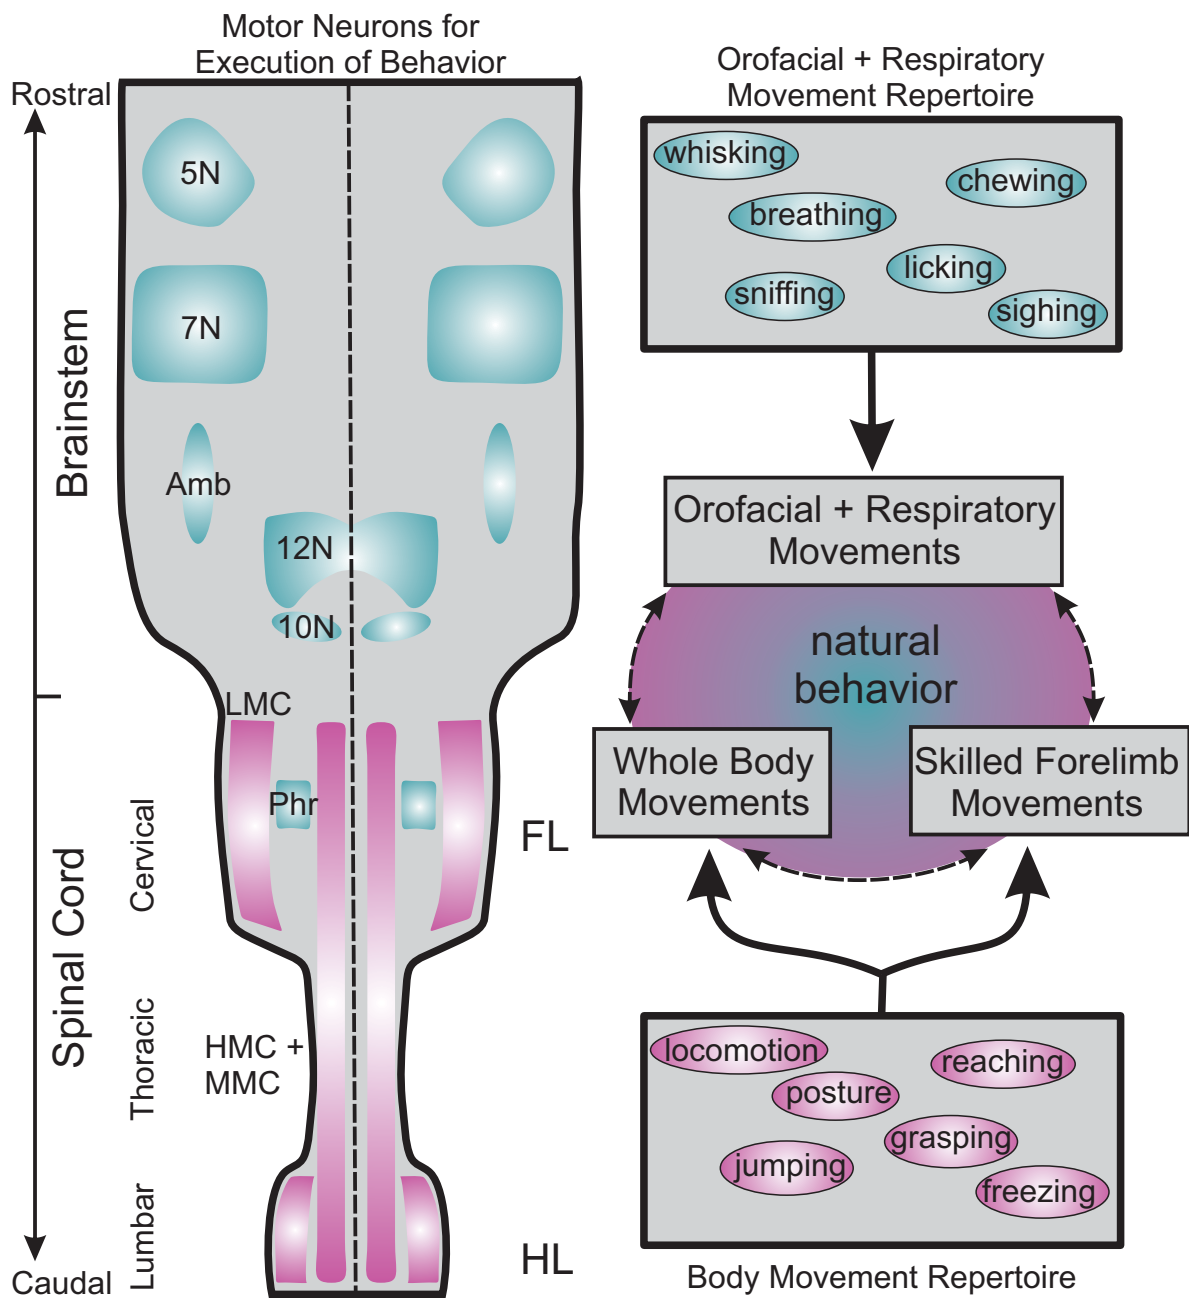 Motor Neurons for
Execution of Behavior
Rostral
Brainstem
5N
7N
Amb
12N
10N
LMC
Phr
Spinal Cord
Cervical
FL
Thoracic
HMC +
MMC
Lumbar
HL
Caudal
Orofacial + Respiratory
Movement Repertoire
whisking
chewing
breathing
licking
sniffing
sighing
Orofacial + Respiratory
Movements
natural
behavior
Whole Body
Movements
Skilled Forelimb
Movements
locomotion
reaching
posture
grasping
jumping
freezing
Body Movement Repertoire